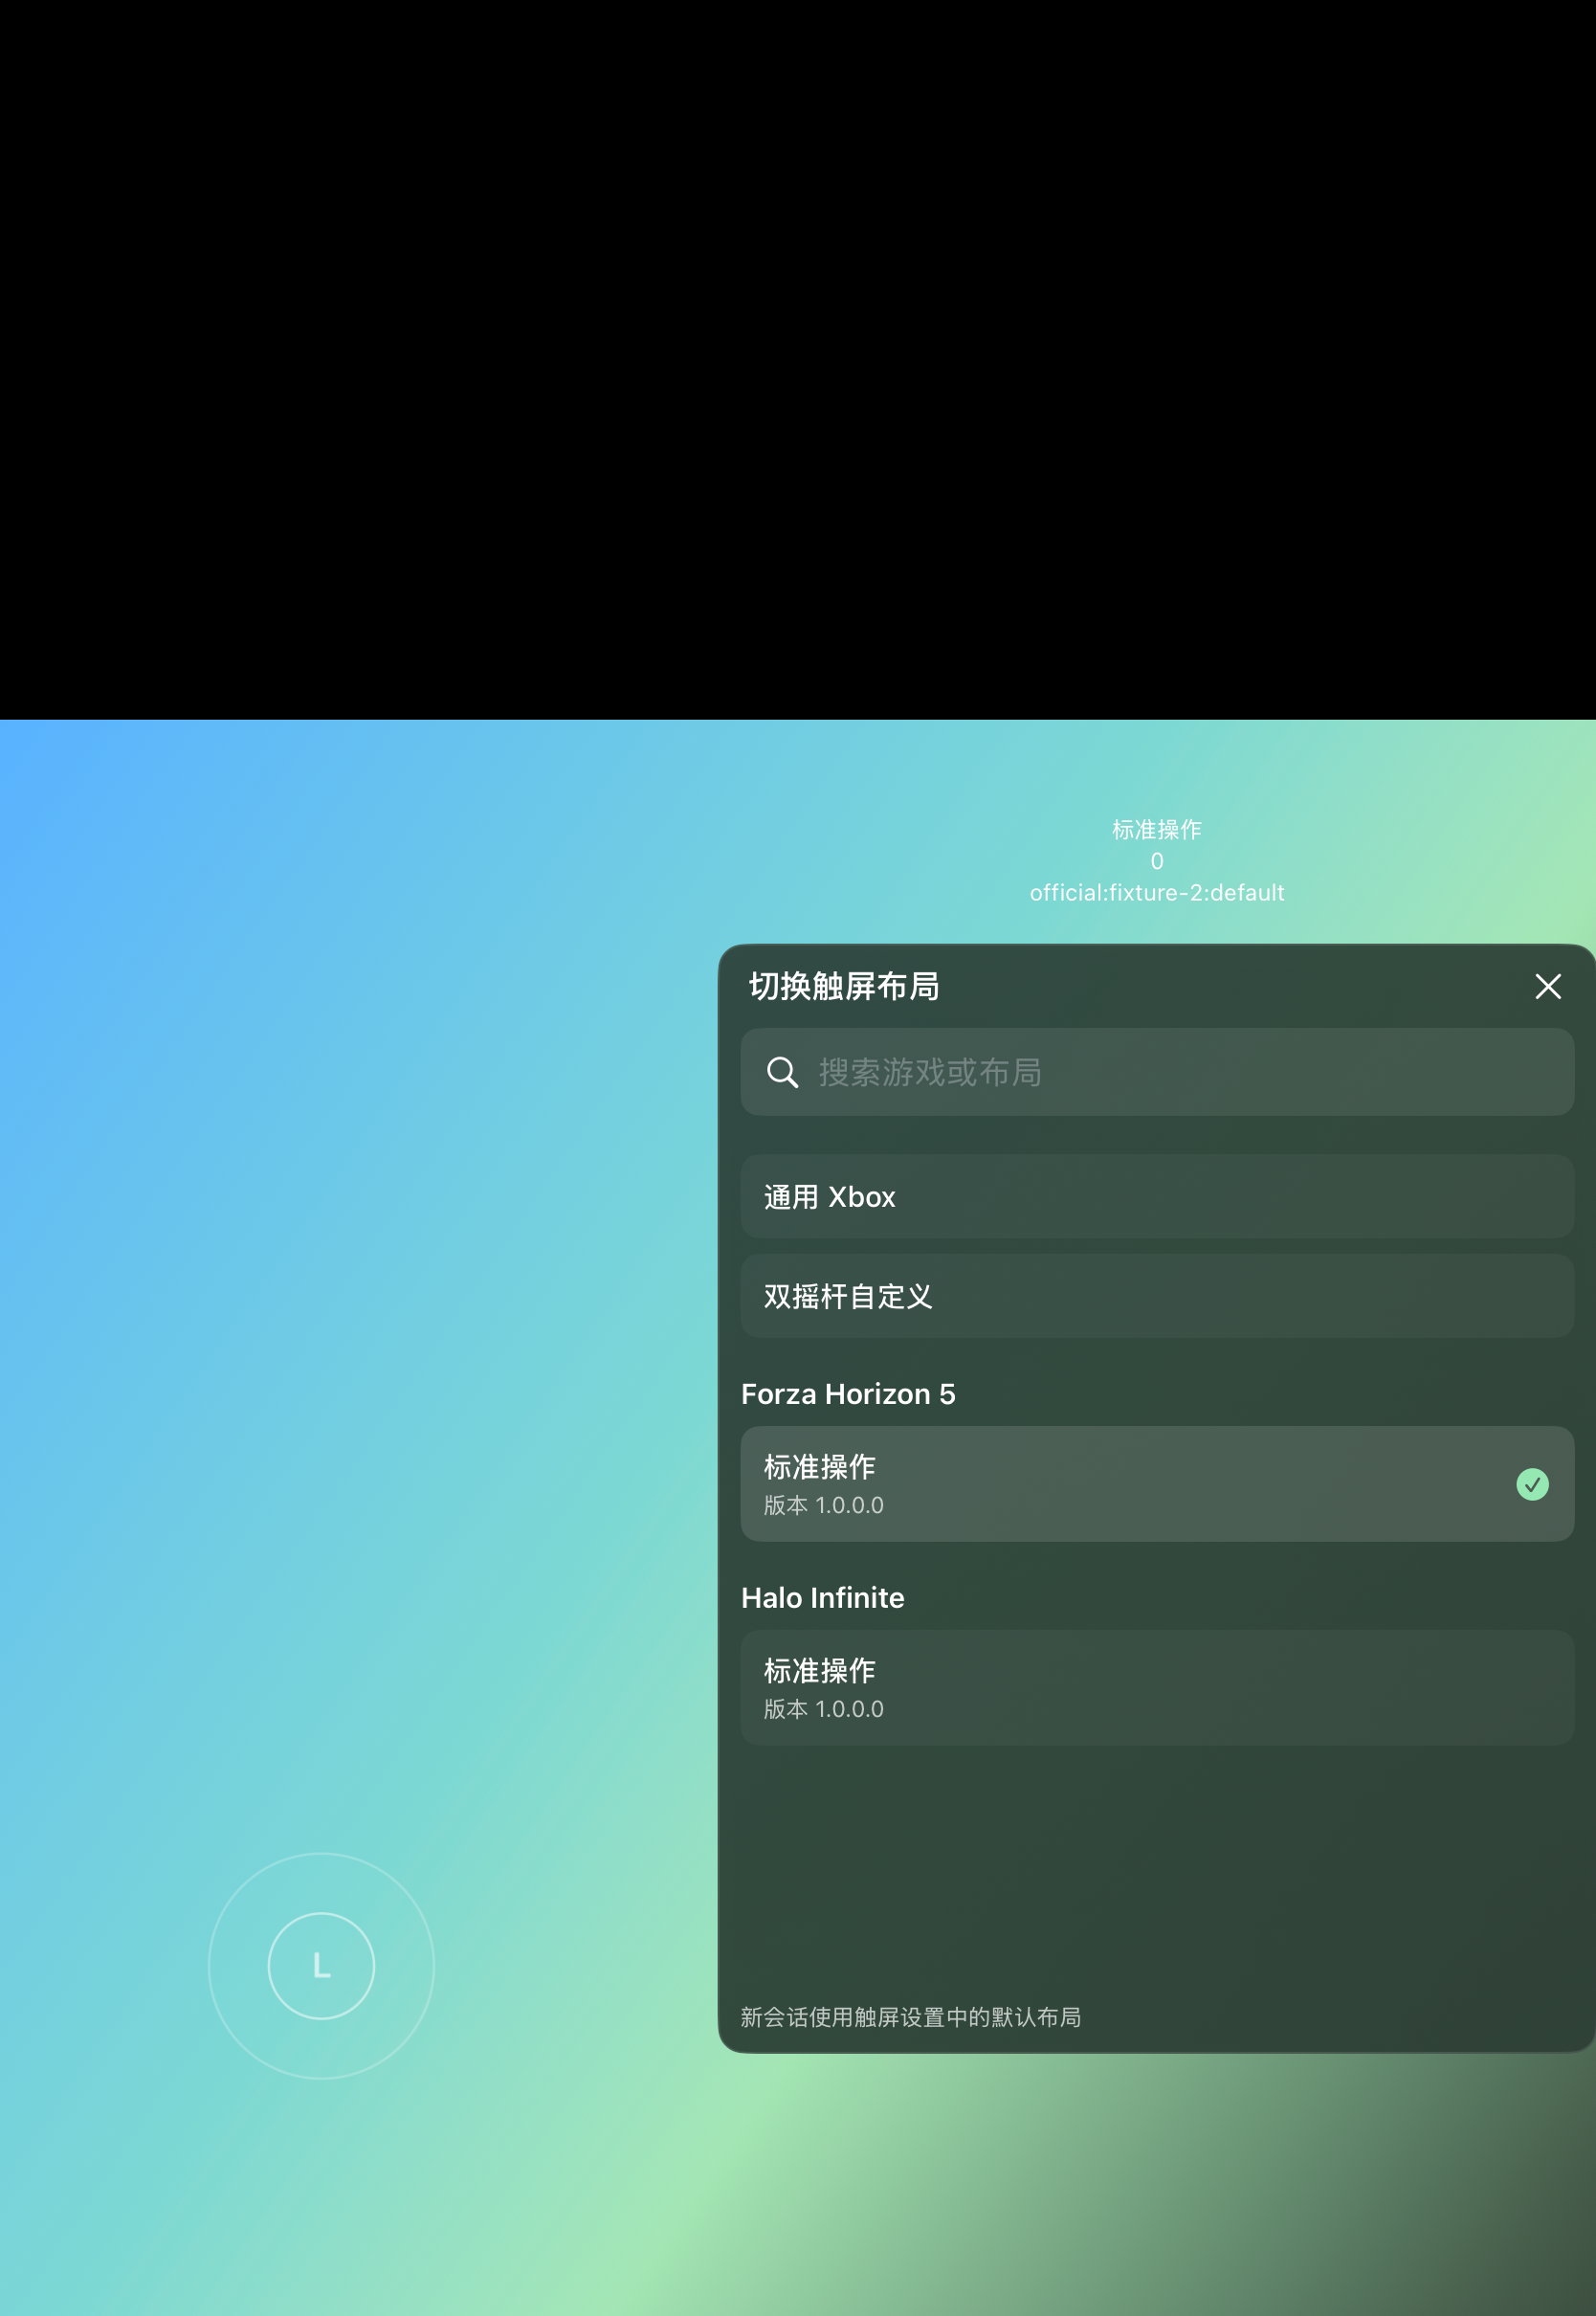 标准操作
0
official:fixture-2:default
切换触屏布局
搜索游戏或布局
通用 Xbox
双摇杆自定义
Forza Horizon 5
标准操作
版本 1.0.0.0
Halo Infinite
标准操作
版本 1.0.0.0
L
新会话使用触屏设置中的默认布局